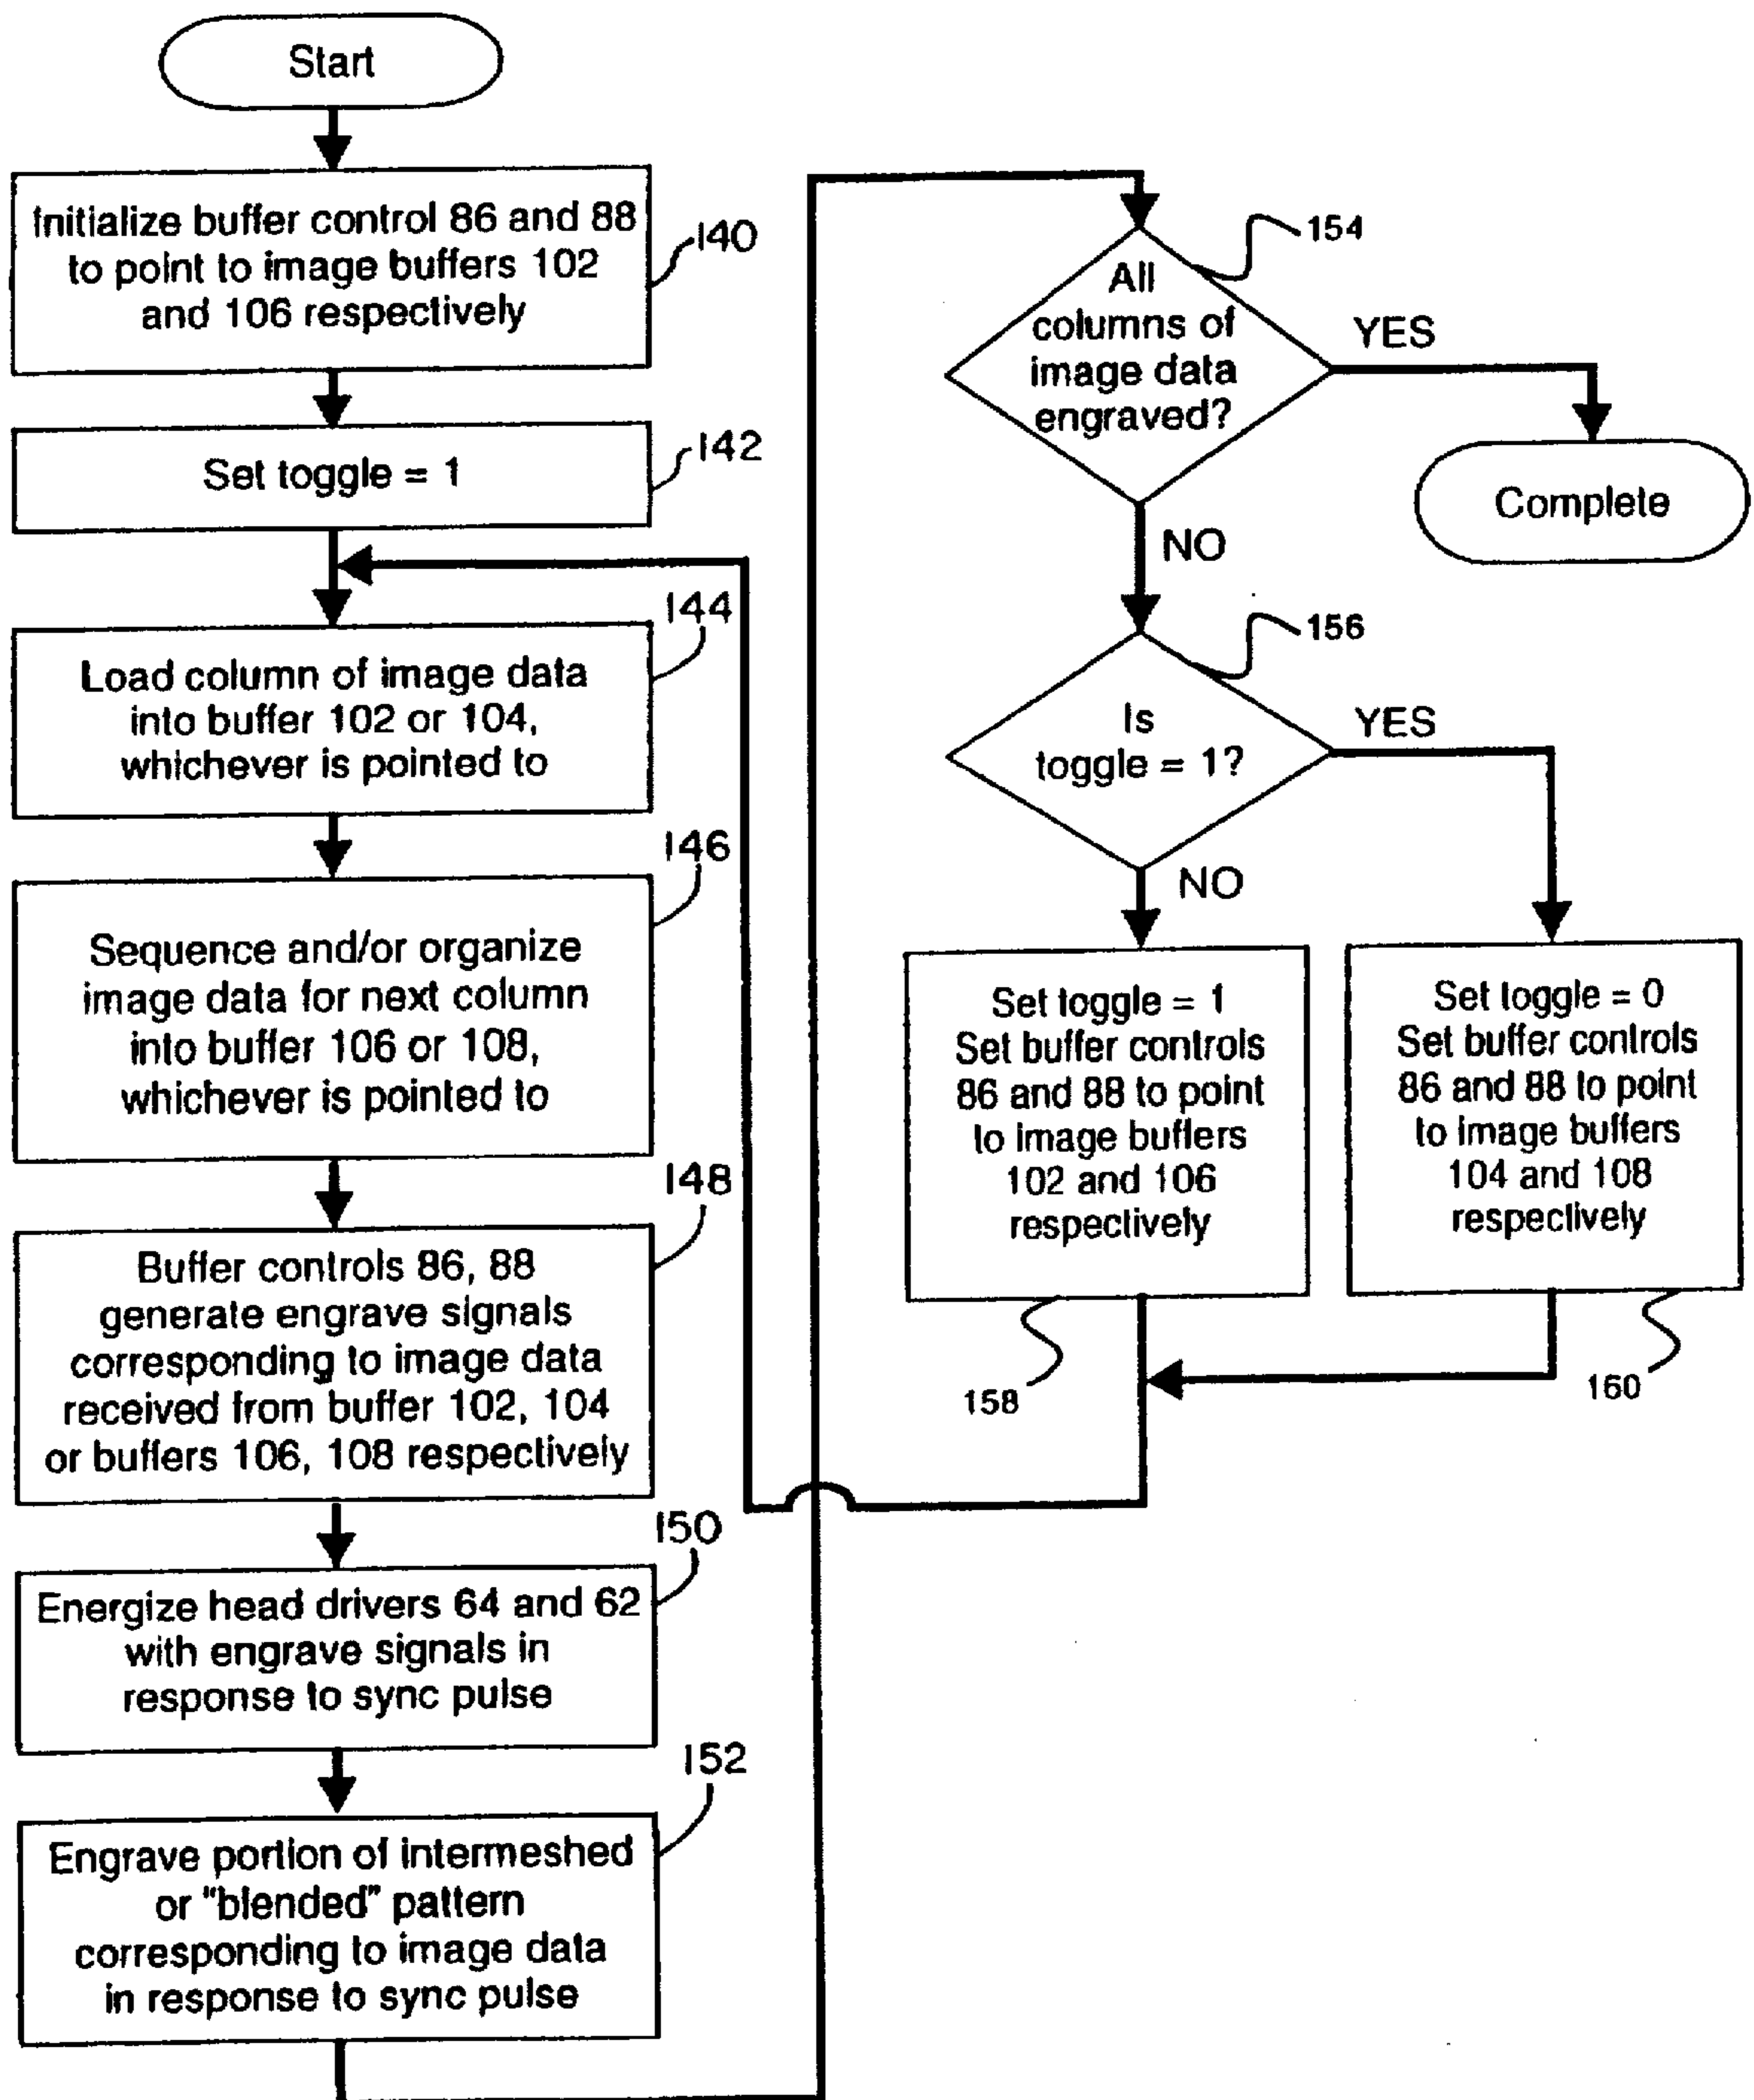 Start
Initialize buffer control 86 and 88
to point to image buffers 102
and 106 respectively
140
Set toggle = 1
142
144
Load column of image data
into buffer 102 or 104,
whichever is pointed to
146
Sequence and/or organize
image data for next column
into buffer 106 or 108,
whichever is pointed to
148
Buffer controls 86, 88
generate engrave signals
corresponding to image data
received from buffer 102, 104
or buffers 106, 108 respectively
150
Energize head drivers 64 and 62
with engrave signals in
response to sync pulse
152
Engrave portion of intermeshed
or "blended" pattern
corresponding to image data
in response to sync pulse
154
All
columns of
image data
engraved?
YES
Complete
NO
156
Is
toggle = 1?
YES
NO
Set toggle = 1
Set buffer controls
86 and 88 to point
to image buffers
102 and 106
respectively
158
Set toggle = 0
Set buffer controls
86 and 88 to point
to image buffers
104 and 108
respectively
160